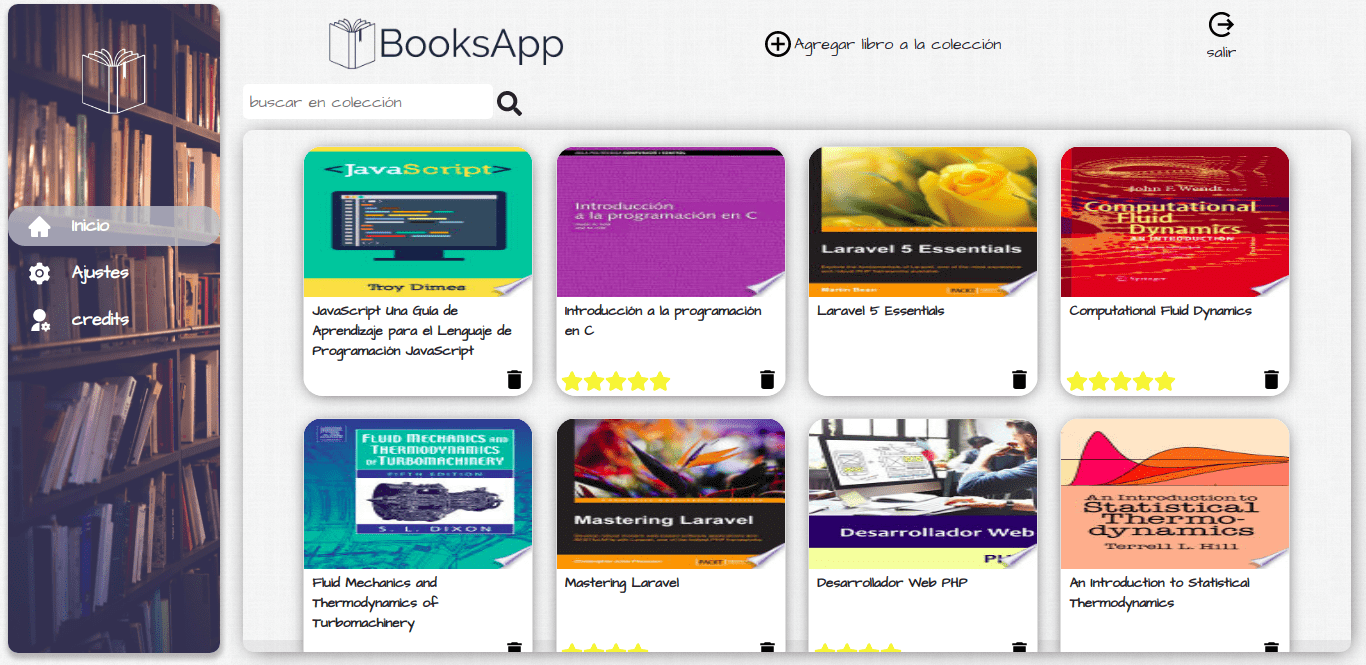 BooksApp
Agregar libro a la colección
salir
buscar en colección
Inicio
Ajustes
credits
<JavaScript>
Troy Dimes
JavaScript Una Guía de
Aprendizaje para el Lenguaje de
Programación JavaScript
Introducción
a la programación en C
Introducción a la programación
en C
Laravel 5 Essentials
Martin Bean
PACKT
Laravel 5 Essentials
John F. Wendt
Computational
Fluid
Dynamics
AN INTRODUCTION
Springer
Computational Fluid Dynamics
FLUID MECHANICS AND
THERMODYNAMICS
OF TURBOMACHINERY
FIFTH EDITION
S. L. DIXON
Fluid Mechanics and
Thermodynamics of
Turbomachinery
Mastering Laravel
PACKT
Mastering Laravel
Desarrollador Web
PH
Desarrollador Web PHP
An Introduction to
Statistical
Thermo-
dynamics
Terrell L. Hill
An Introduction to Statistical
Thermodynamics